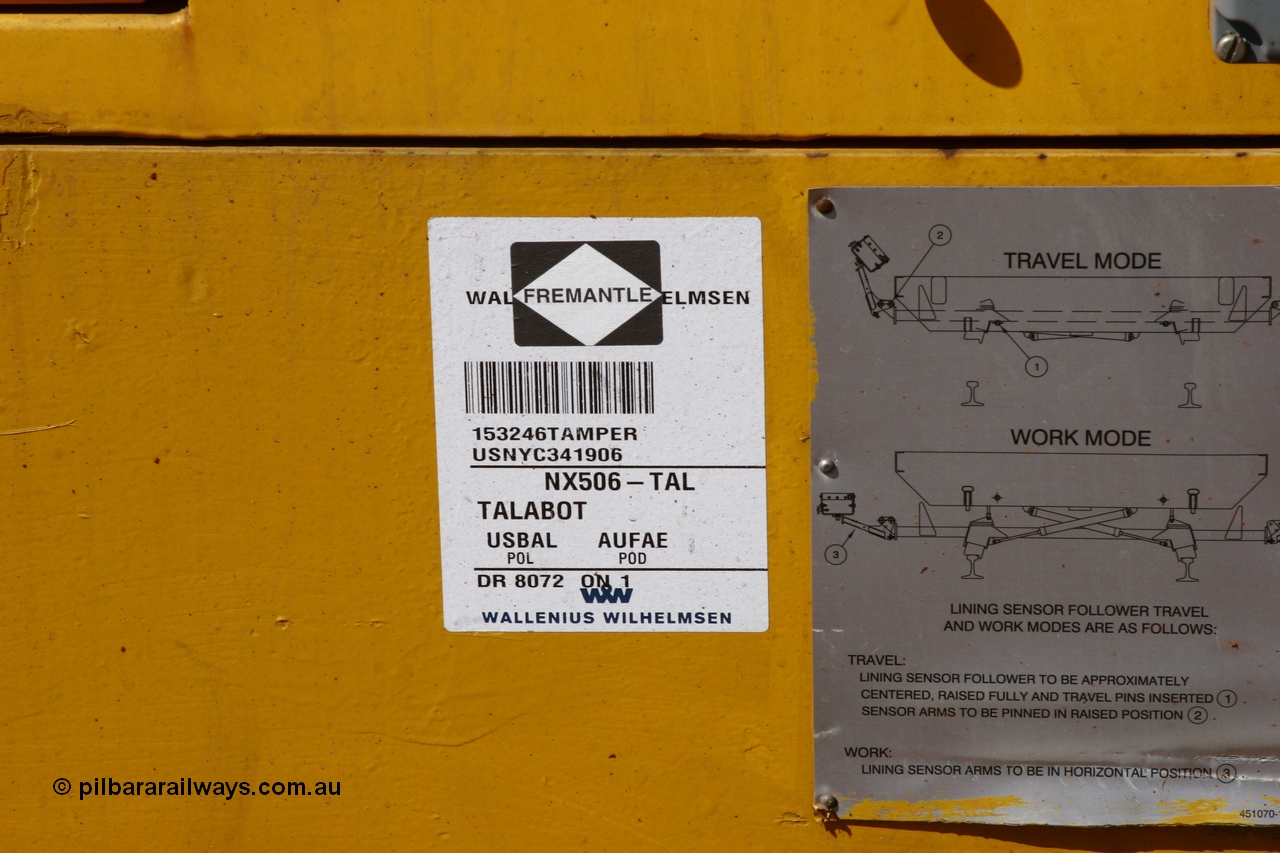 WAL FREMANTLE ELMSEN
153246TAMPER
USNYC341906
NX506-TAL
TALABOT
USBAL AUFAE
POL POD
DR 8072 ON 1
WW
WALLENIUS WILHELMSEN
2
TRAVEL MODE
1
WORK MODE
3
LINING SENSOR FOLLOWER TRAVEL
AND WORK MODES ARE AS FOLLOWS:
TRAVEL:
LINING SENSOR FOLLOWER TO BE APPROXIMATELY
CENTERED, RAISED FULLY AND TRAVEL PINS INSERTED 1 .
SENSOR ARMS TO BE PINNED IN RAISED POSITION 2 .
WORK:
LINING SENSOR ARMS TO BE IN HORIZONTAL POSITION 3
451070-
© pilbararailways.com.au